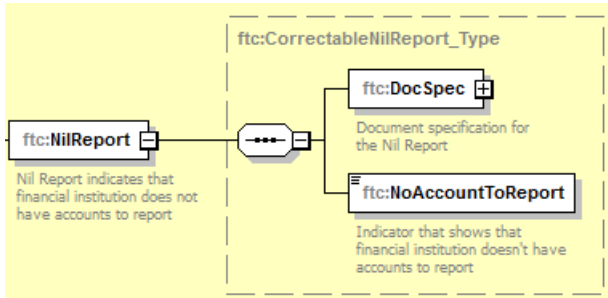 ftc:CorrectableNilReport_Type
ftc:DocSpec
Document specification for
the Nil Report
ftc:NilReport
Nil Report indicates that
financial institution does not
have accounts to report
ftc:NoAccountToReport
Indicator that shows that
financial institution doesn't have
accounts to report